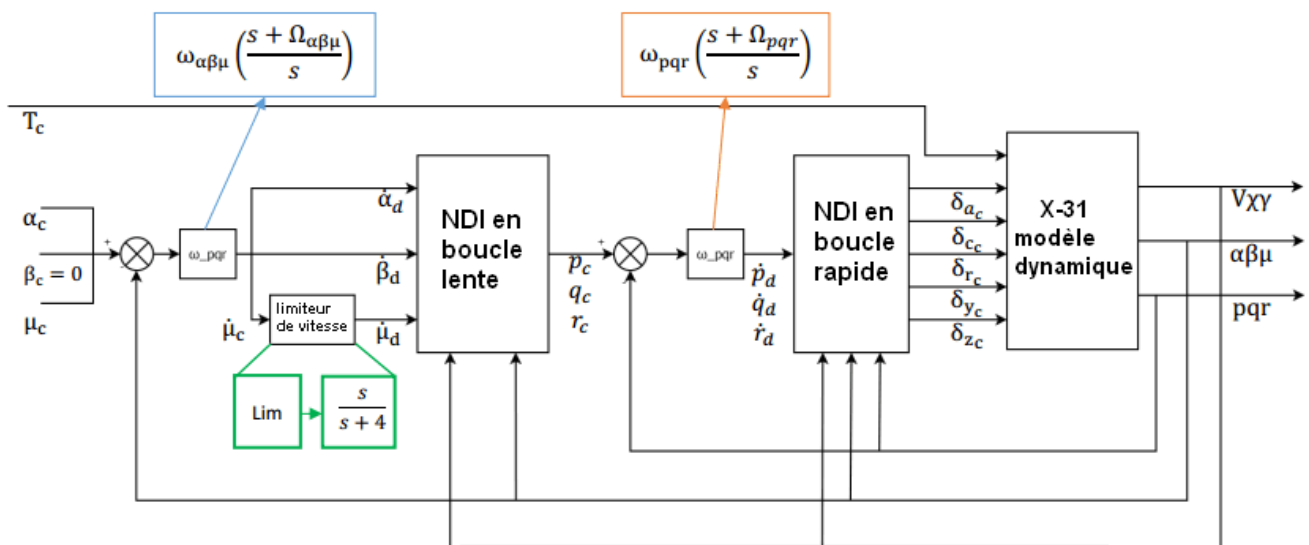 ω_αβμ ( (s + Ω_αβμ) / s )
ω_pqr ( (s + Ω_pqr) / s )
T_c
α_c
β_c = 0
μ_c
+
-
ω_pqr
α̇_d
β̇_d
μ̇_c
limiteur
de vitesse
μ̇_d
Lim
s / (s + 4)
NDI en
boucle
lente
p_c
q_c
r_c
+
ω_pqr
ṗ_d
q̇_d
ṙ_d
NDI en
boucle
rapide
δ_a_c
δ_c_c
δ_r_c
δ_y_c
δ_z_c
X-31
modèle
dynamique
Vχγ
αβμ
pqr